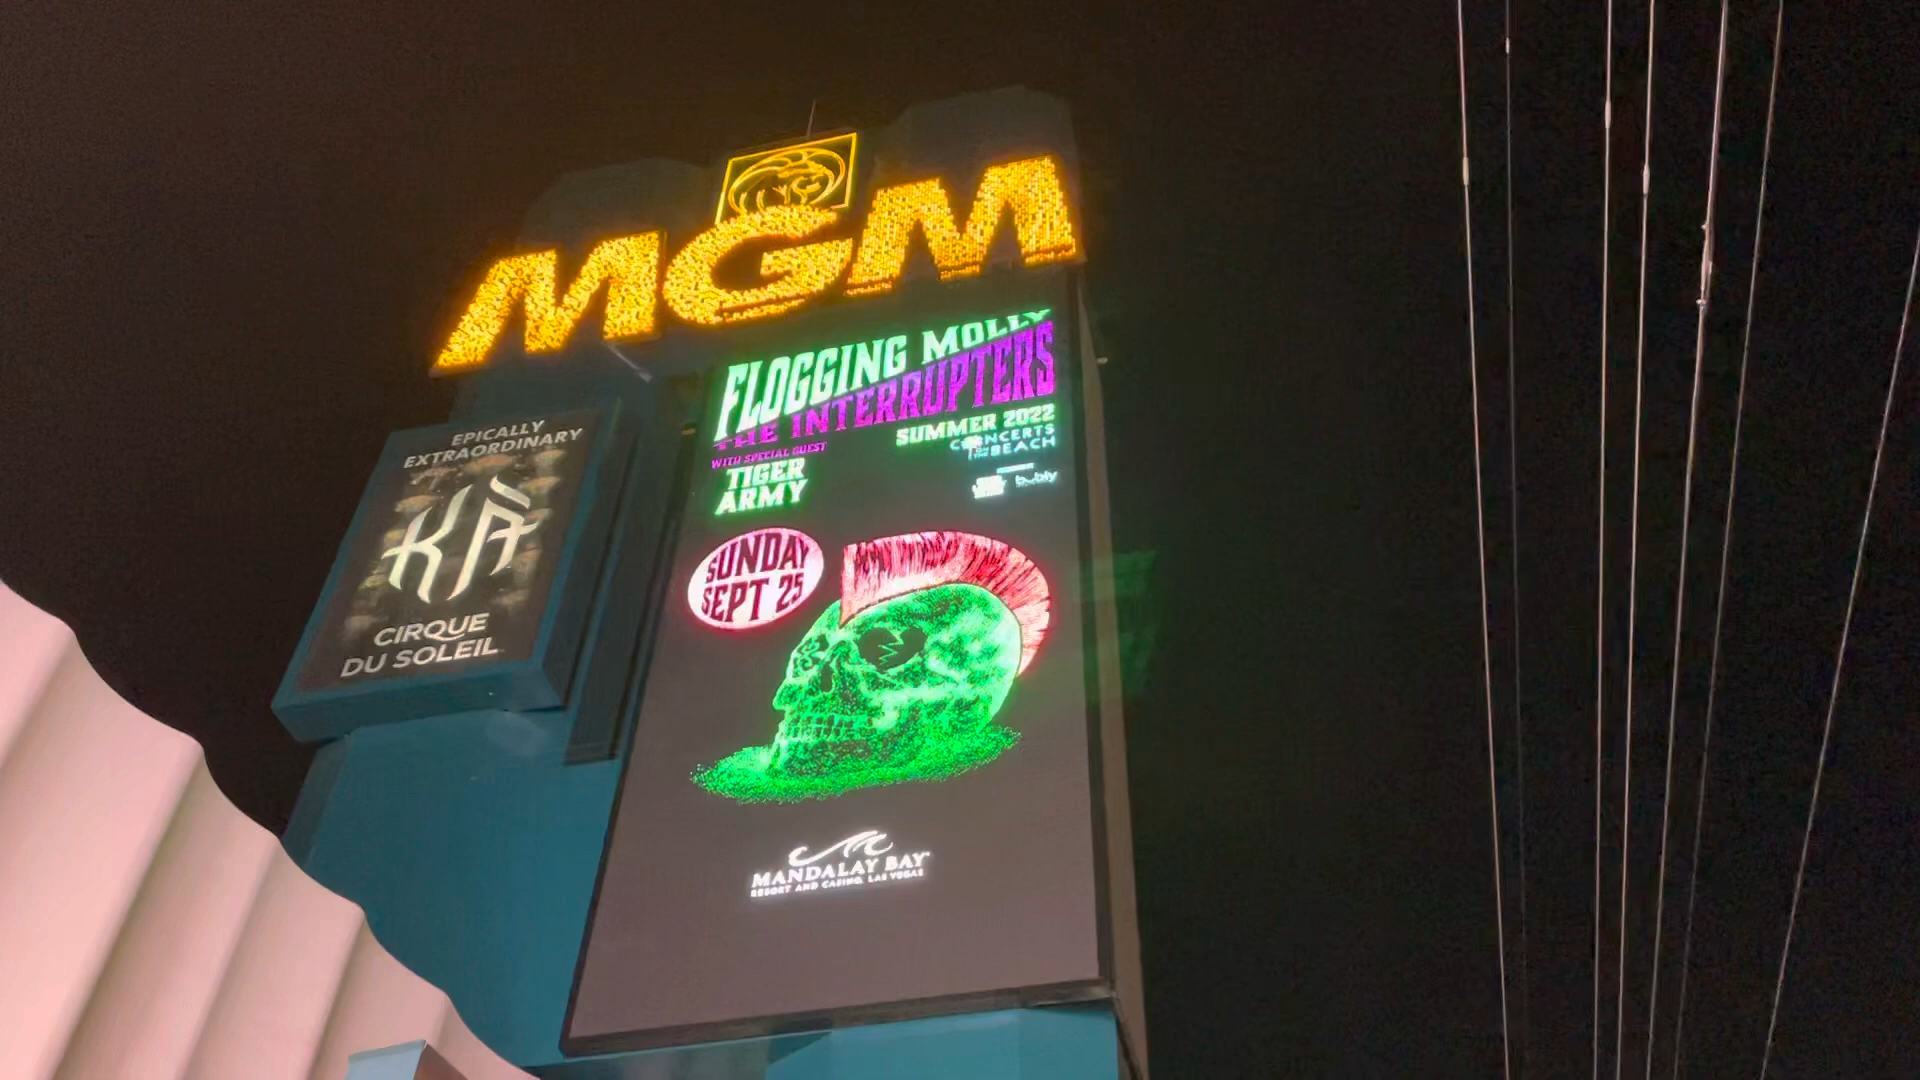 MGM
FLOGGING MOLLY
THE INTERRUPTERS
SUMMER 2022
CONCERTS
BEACH
WITH SPECIAL GUEST
TIGER
ARMY
bubly
SUNDAY
SEPT 25
MANDALAY BAY
RESORT AND CASINO, LAS VEGAS
EPICALLY
EXTRAORDINARY
KÀ
CIRQUE
DU SOLEIL